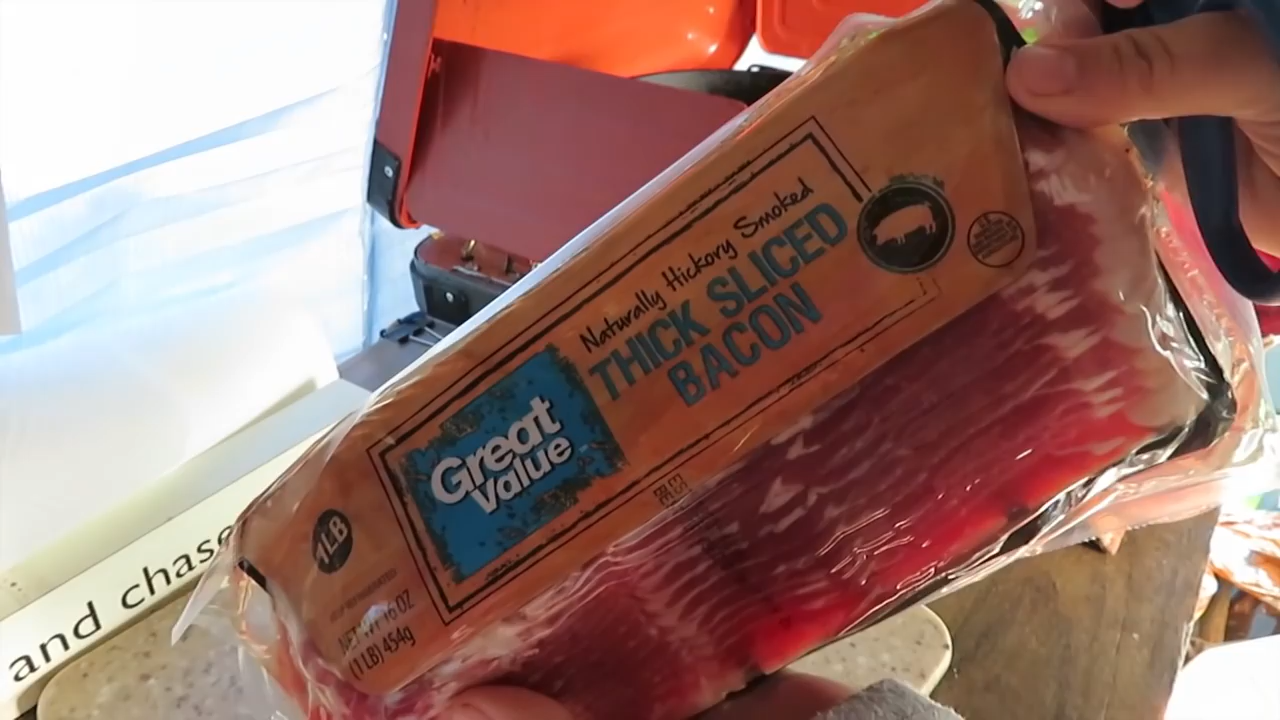 Naturally Hickory Smoked
THICK SLICED
BACON
Great
Value
1LB
NET WT 16 OZ
(1 LB) 454g
and chase